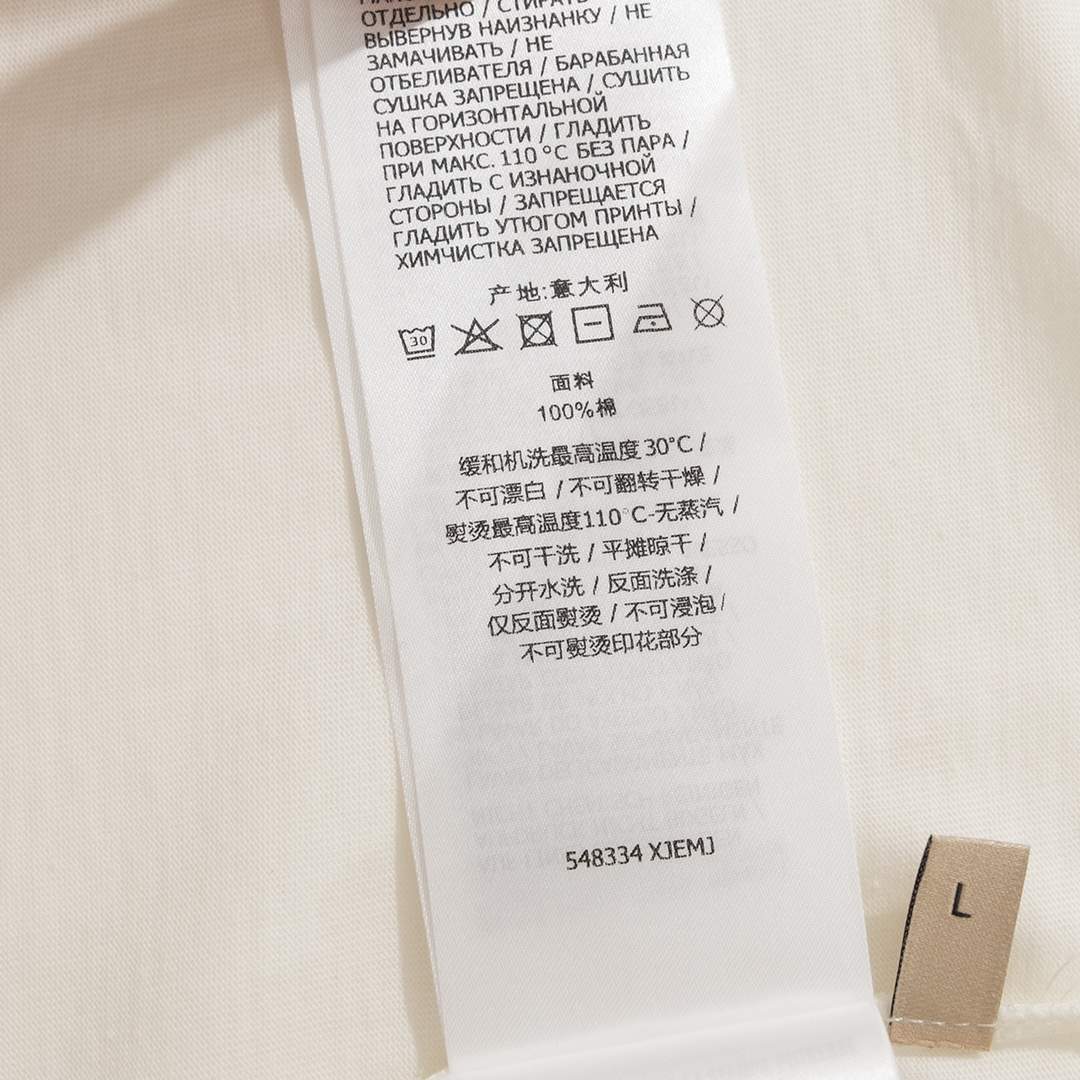 ОТДЕЛЬНО / СТИРАТЬ
ВЫВЕРНУВ НАИЗНАНКУ / НЕ
ЗАМАЧИВАТЬ / НЕ
ОТБЕЛИВАТЕЛЯ / БАРАБАННАЯ
СУШКА ЗАПРЕЩЕНА / СУШИТЬ
НА ГОРИЗОНТАЛЬНОЙ
ПОВЕРХНОСТИ / ГЛАДИТЬ
ПРИ МАКС. 110 °C БЕЗ ПАРА /
ГЛАДИТЬ С ИЗНАНОЧНОЙ
СТОРОНЫ / ЗАПРЕЩАЕТСЯ
ГЛАДИТЬ УТЮГОМ ПРИНТЫ /
ХИМЧИСТКА ЗАПРЕЩЕНА
产地:意大利
30
面料
100%棉
缓和机洗最高温度30°C /
不可漂白 / 不可翻转干燥 /
熨烫最高温度110°C-无蒸汽 /
不可干洗 / 平摊晾干 /
分开水洗 / 反面洗涤 /
仅反面熨烫 / 不可浸泡 /
不可熨烫印花部分
548334 XJEMJ
L